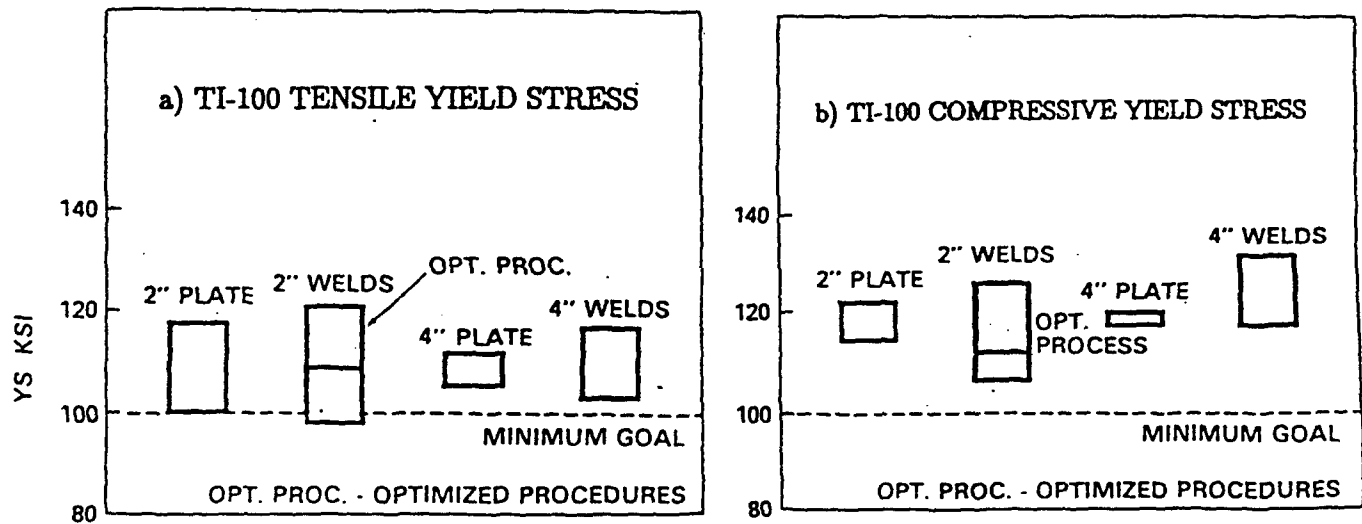 a) TI-100 TENSILE YIELD STRESS
YS KSI
140
120
100
80
2" PLATE
2" WELDS
OPT. PROC.
4" PLATE
4" WELDS
MINIMUM GOAL
OPT. PROC. - OPTIMIZED PROCEDURES
b) TI-100 COMPRESSIVE YIELD STRESS
140
120
100
80
2" PLATE
2" WELDS
OPT.
PROCESS
4" PLATE
4" WELDS
MINIMUM GOAL
OPT. PROC. - OPTIMIZED PROCEDURES